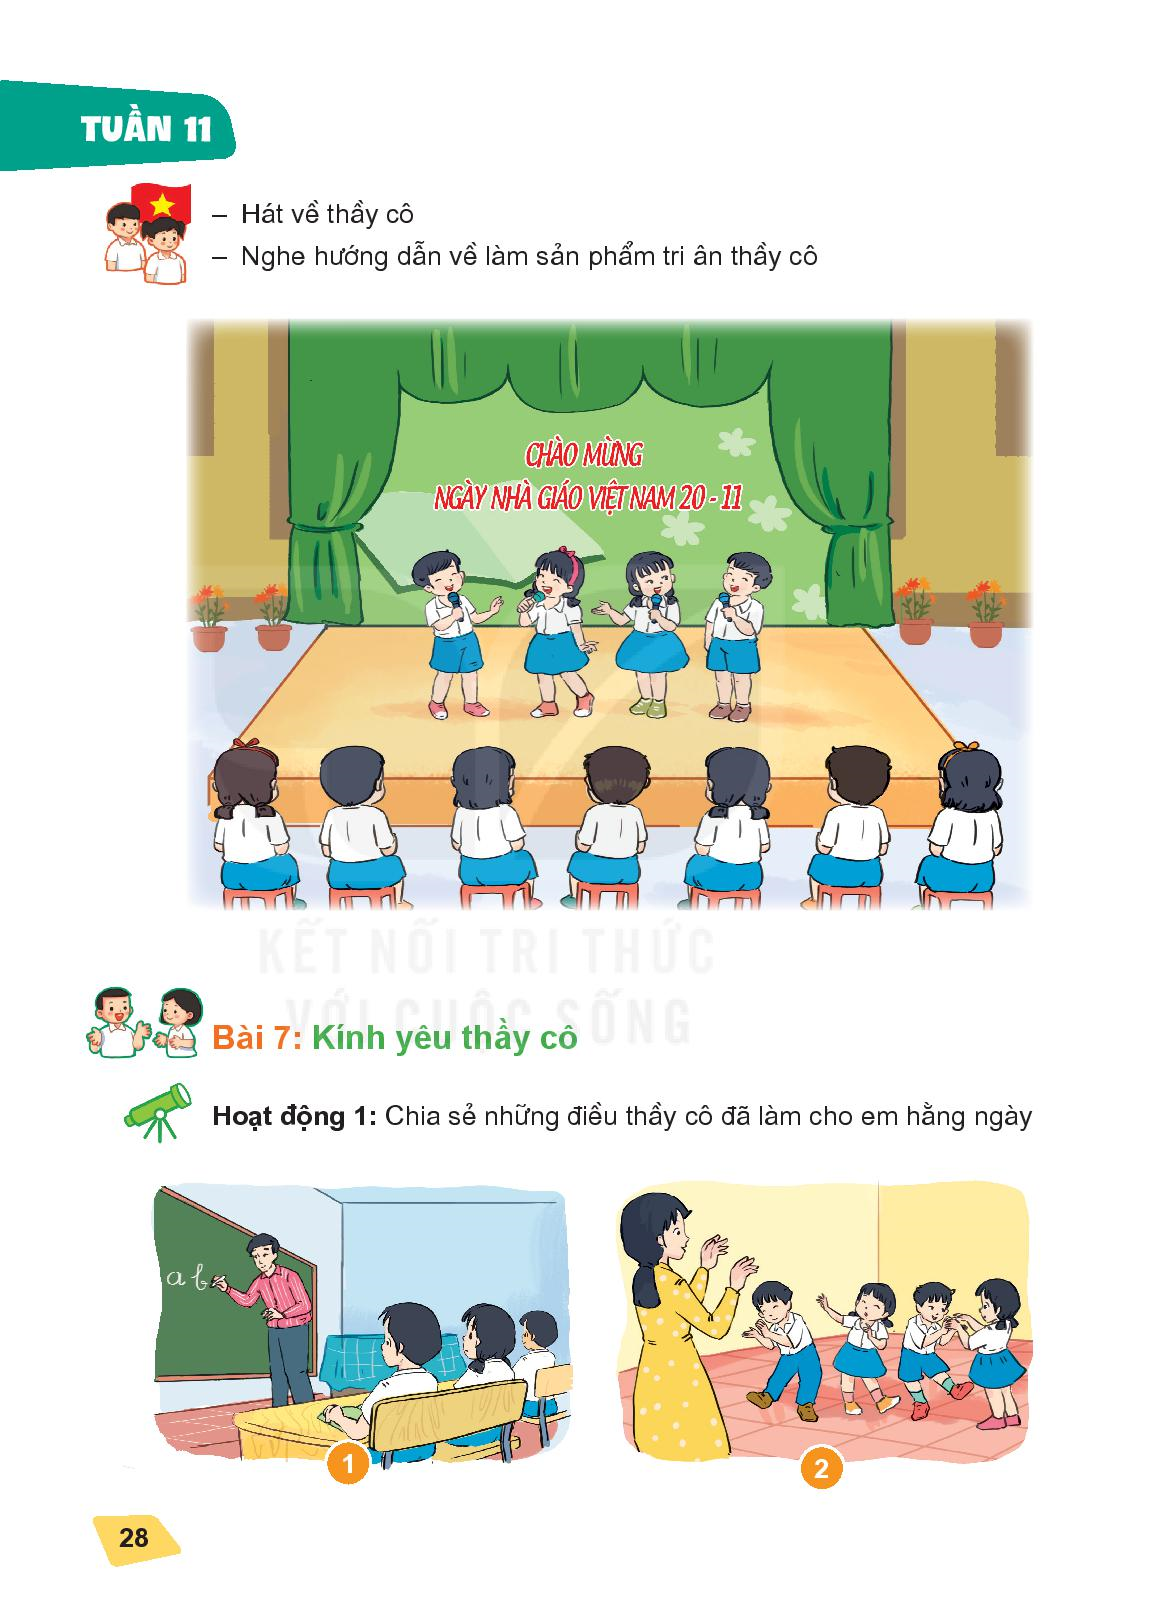 TUẦN 11
– Hát về thầy cô
– Nghe hướng dẫn về làm sản phẩm tri ân thầy cô
CHÀO MỪNG
NGÀY NHÀ GIÁO VIỆT NAM 20 - 11
KẾT NỐI TRI THỨC
VỚI CUỘC SỐNG
Bài 7: Kính yêu thầy cô
Hoạt động 1: Chia sẻ những điều thầy cô đã làm cho em hằng ngày
a b
1
2
28